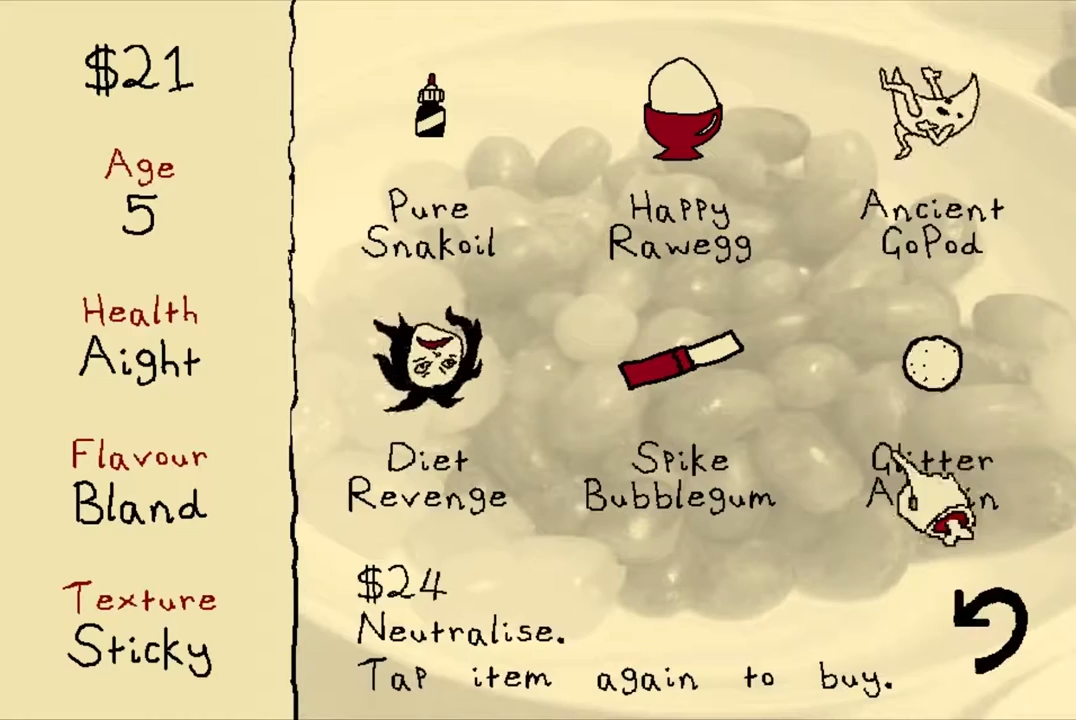 $21
Age
5
Health
Aight
Flavour
Bland
Texture
Sticky
Pure
Snakoil
Happy
Rawegg
Ancient
GoPod
Diet
Revenge
Spike
Bubblegum
Glitter
$24
Neutralise.
Tap item again to buy.